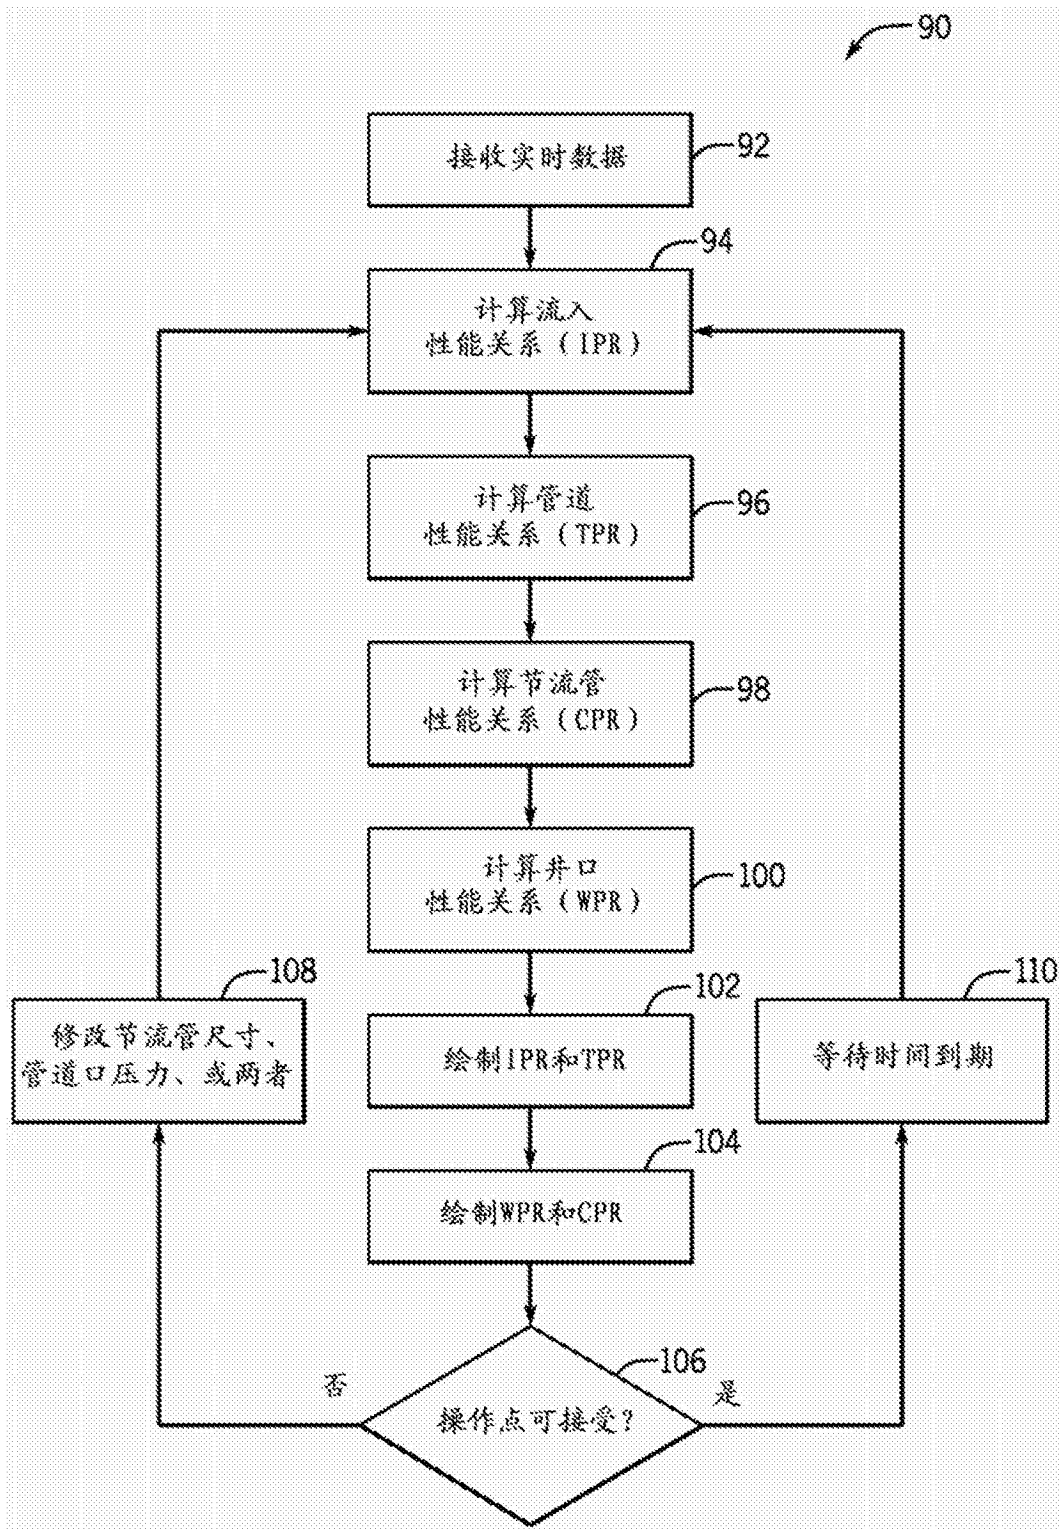 90
接收实时数据
92
94
计算流入
性能关系(IPR)
计算管道
性能关系(TPR)
96
计算节流管
性能关系(CPR)
98
计算井口
性能关系(WPR)
100
108
修改节流管尺寸、
管道口压力、或两者
102
绘制IPR和TPR
110
等待时间到期
104
绘制WPR和CPR
106
否
是
操作点可接受?